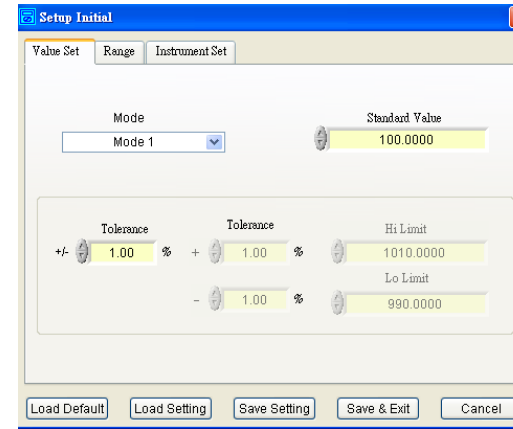 Setup Initial
Value Set Range Instrument Set
Mode Standard Value
Mode 1 100.0000
Tolerance Tolerance Hi Limit
+/- 1.00 % + 1.00 % 1010.0000
Lo Limit
- 1.00 % 990.0000
Load Default Load Setting Save Setting Save & Exit Cancel